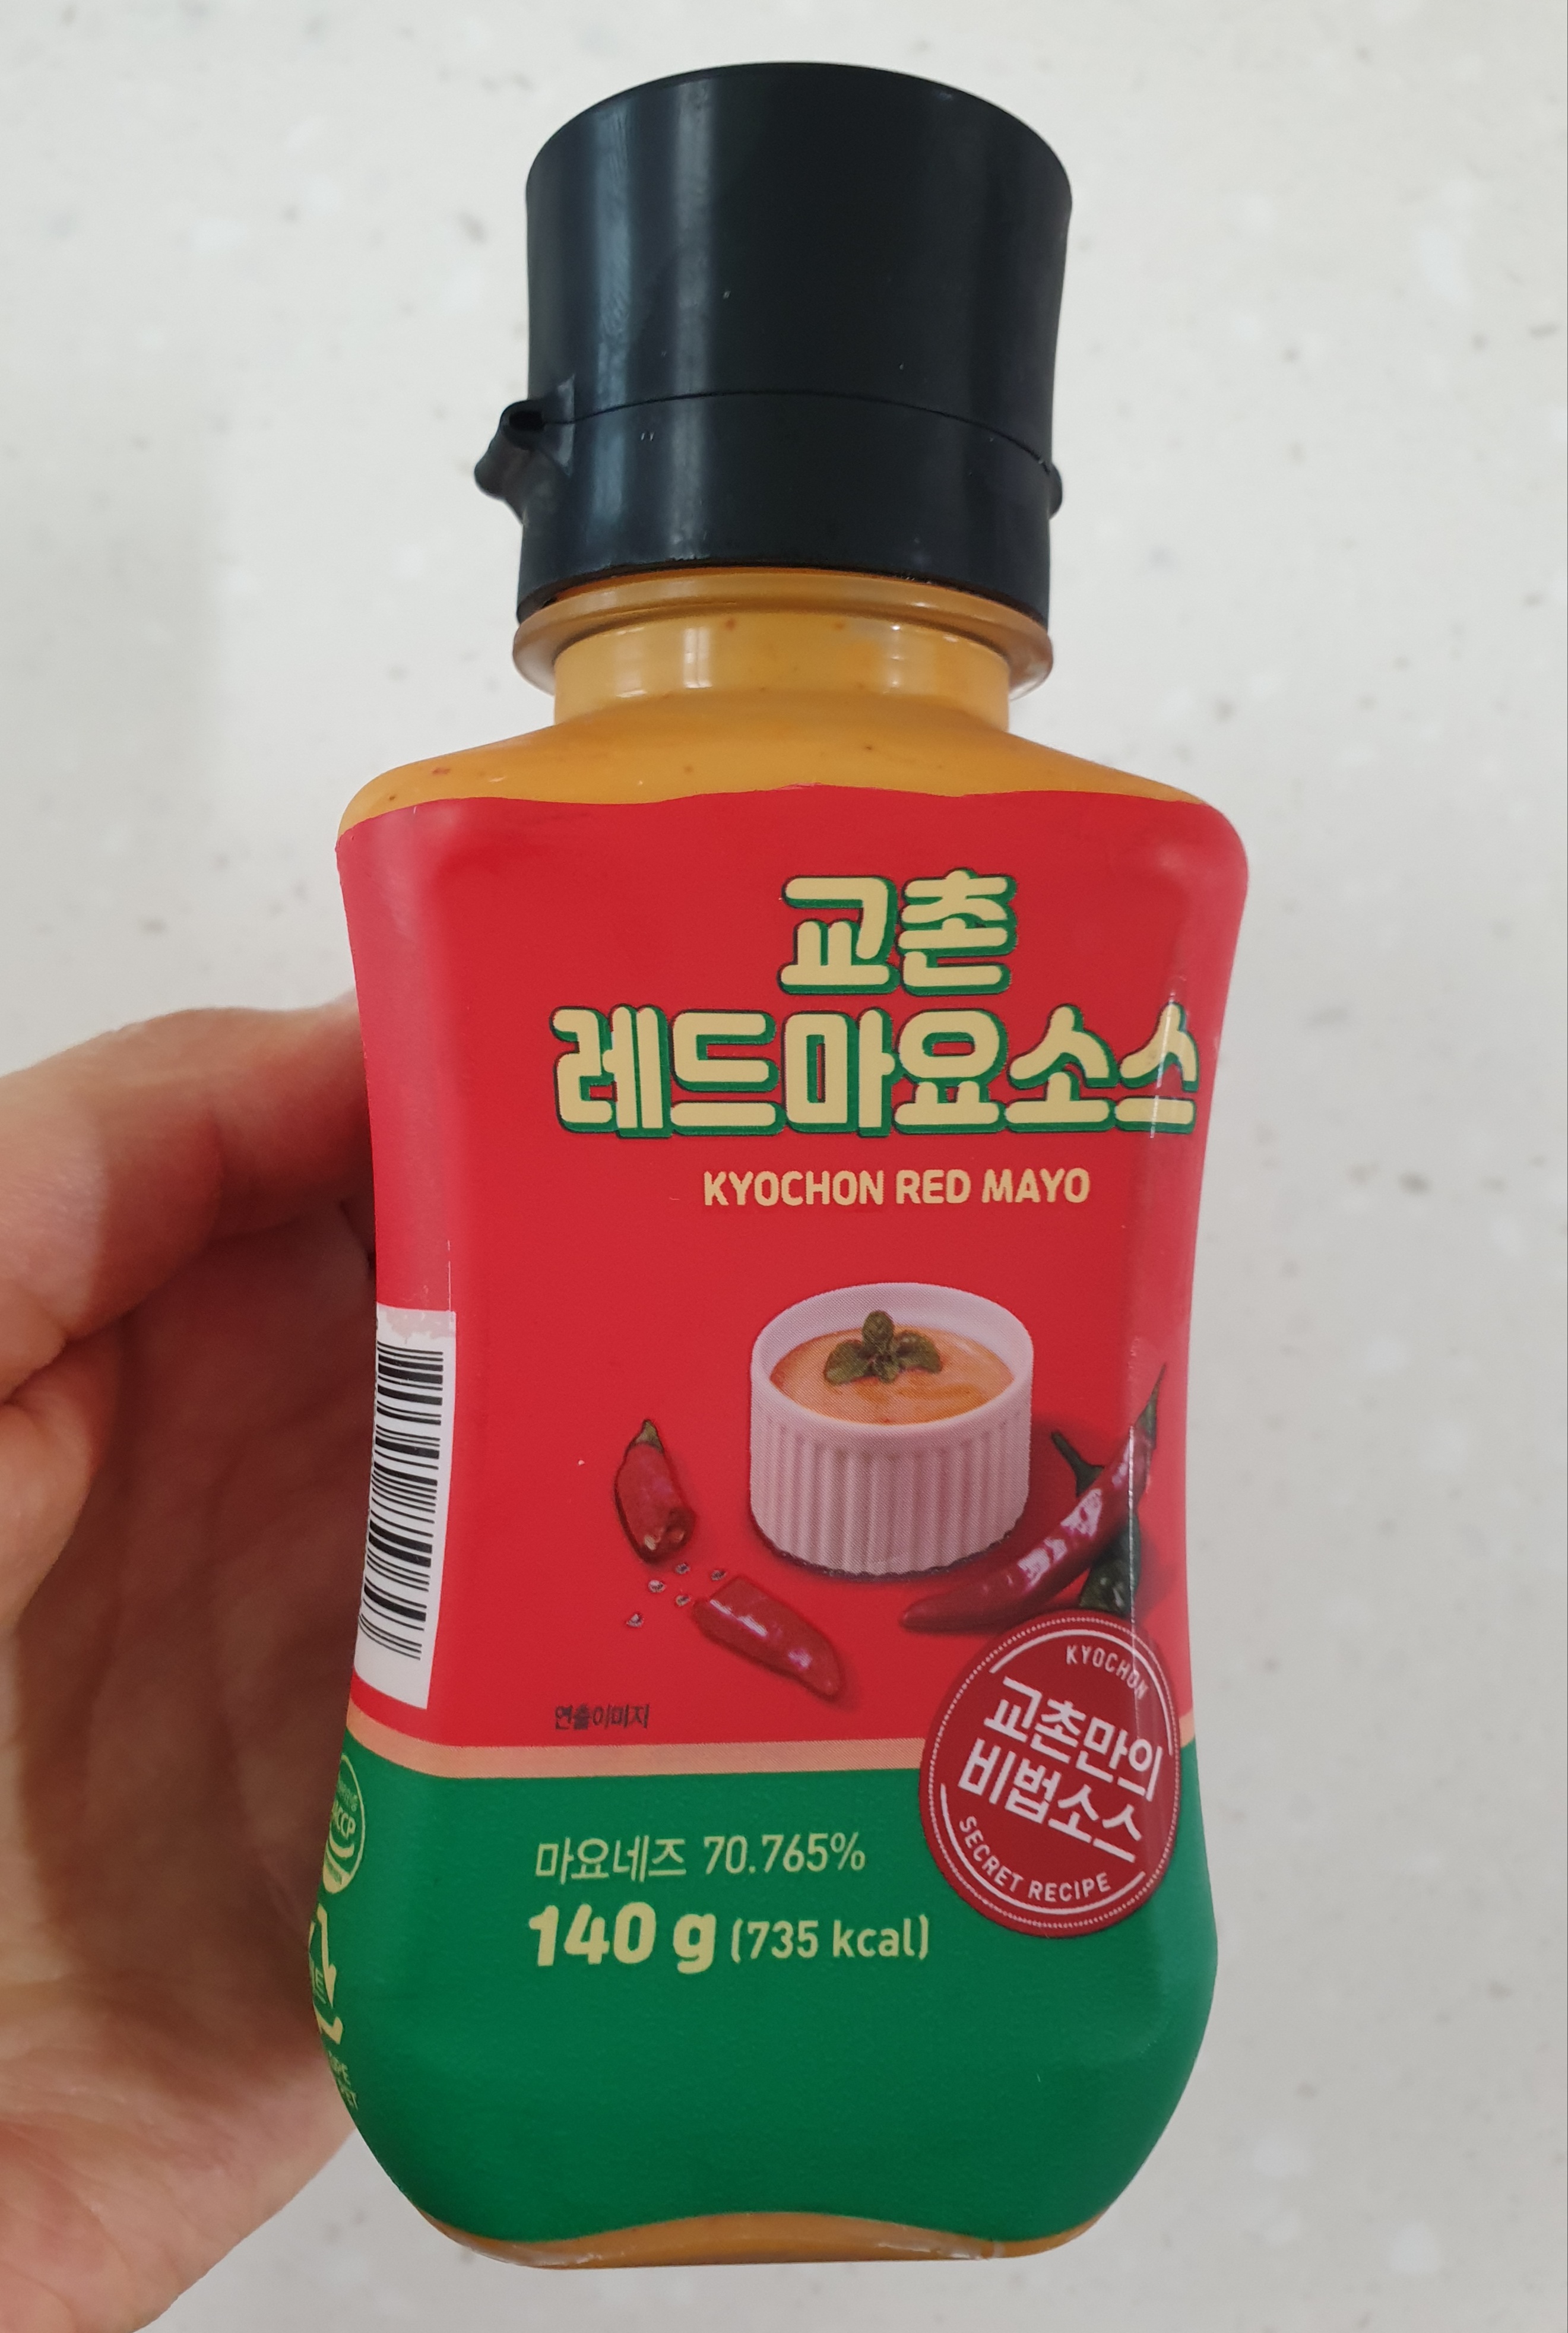 교촌
레드마요소스
KYOCHON RED MAYO
연출이미지
KYOCHON
교촌만의
비법소스
SECRET RECIPE
마요네즈 70.765%
140 g (735 kcal)